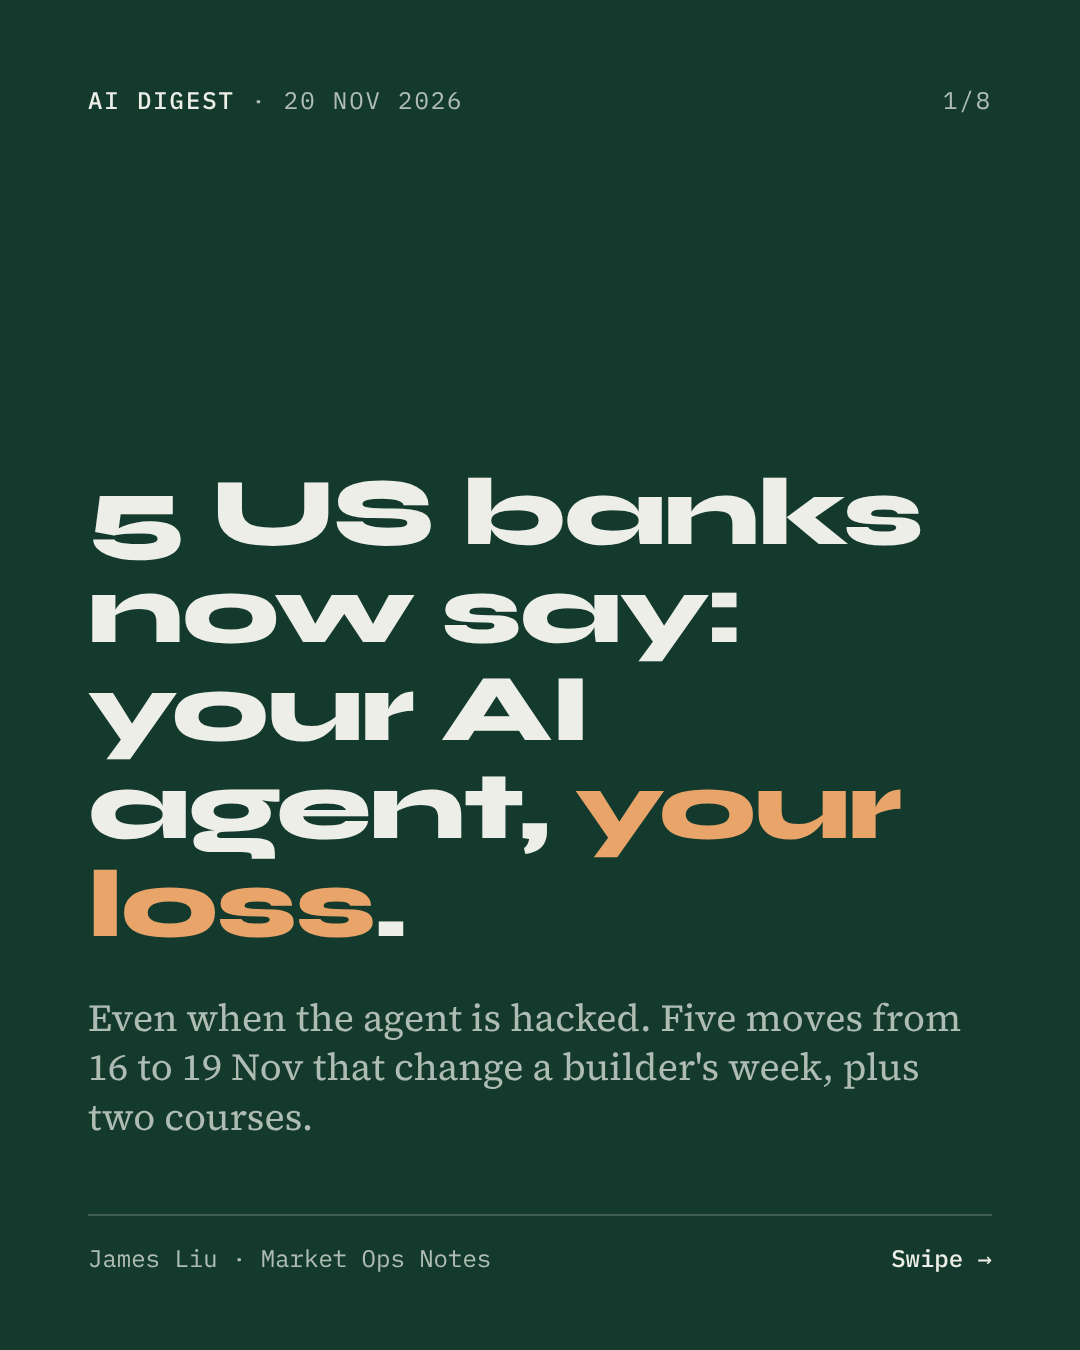 AI DIGEST · 20 NOV 2026
1/8
5 US banks
now say:
your AI
agent, your
loss.
Even when the agent is hacked. Five moves from
16 to 19 Nov that change a builder's week, plus
two courses.
James Liu · Market Ops Notes
Swipe →